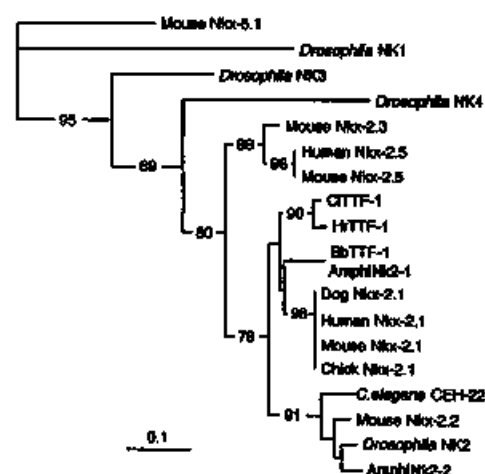 Mouse Nkx-5.1
Drosophila NK1
Drosophila NK3
95
Drosophila NK4
Mouse Nkx-2.3
Human Nkx-2.5
98
Mouse Nkx-2.5
CiTTF-1
90
HrTTF-1
80
BbTTF-1
AmphiNk2-1
Dog Nkx-2.1
98
Human Nkx-2.1
78
Mouse Nkx-2.1
Chick Nkx-2.1
C.elegans CEH-22
91
Mouse Nkx-2.2
Drosophila NK2
0.1
AmphiNk2-2